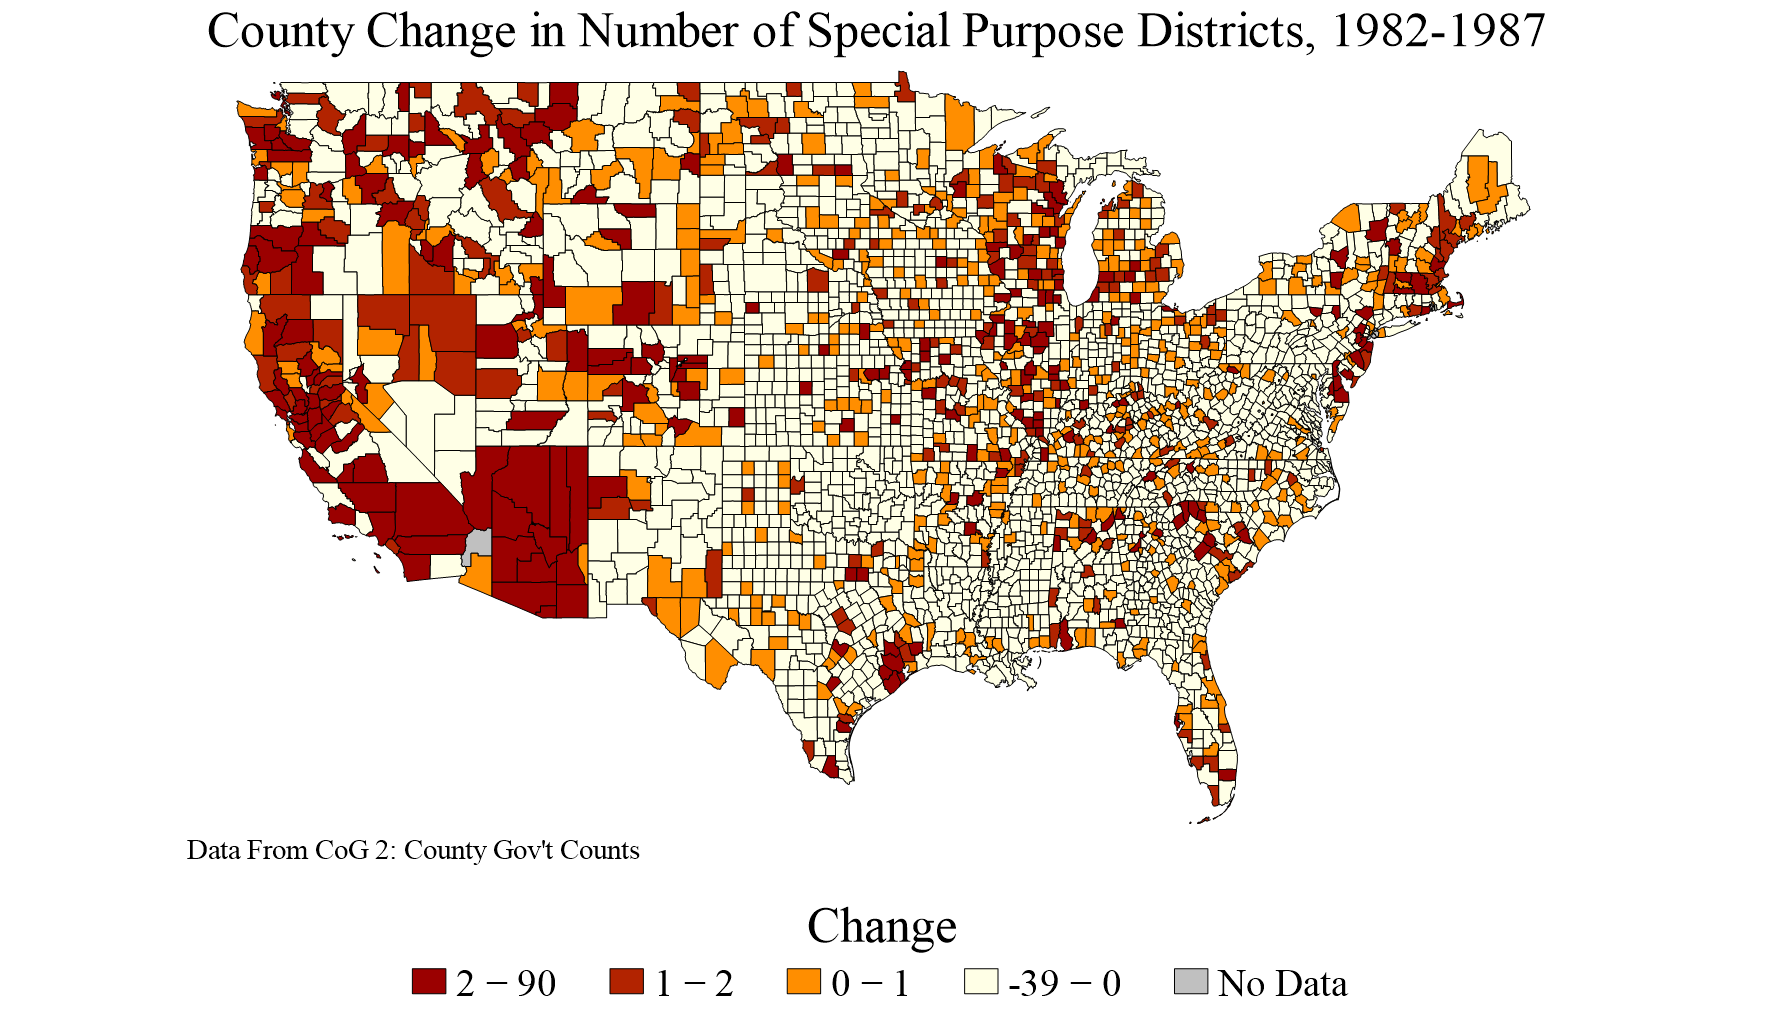 County Change in Number of Special Purpose Districts, 1982-1987
Data From CoG 2: County Gov't Counts
Change
2 − 90
1 − 2
0 − 1
-39 − 0
No Data